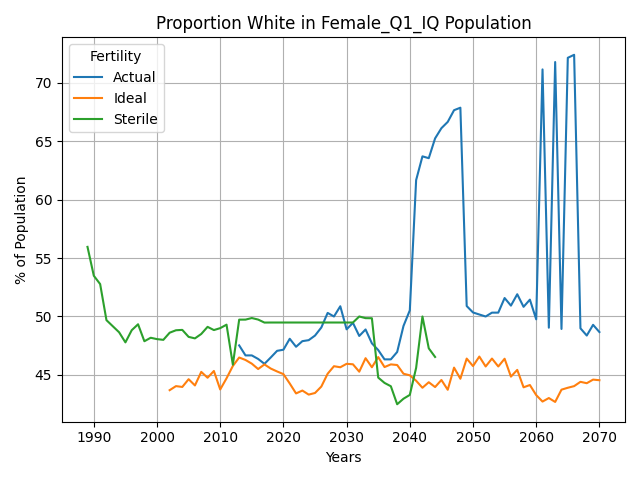 Proportion White in Female_Q1_IQ Population
Fertility
Actual
Ideal
Sterile
% of Population
70
65
60
55
50
45
1990 2000 2010 2020 2030 2040 2050 2060 2070
Years